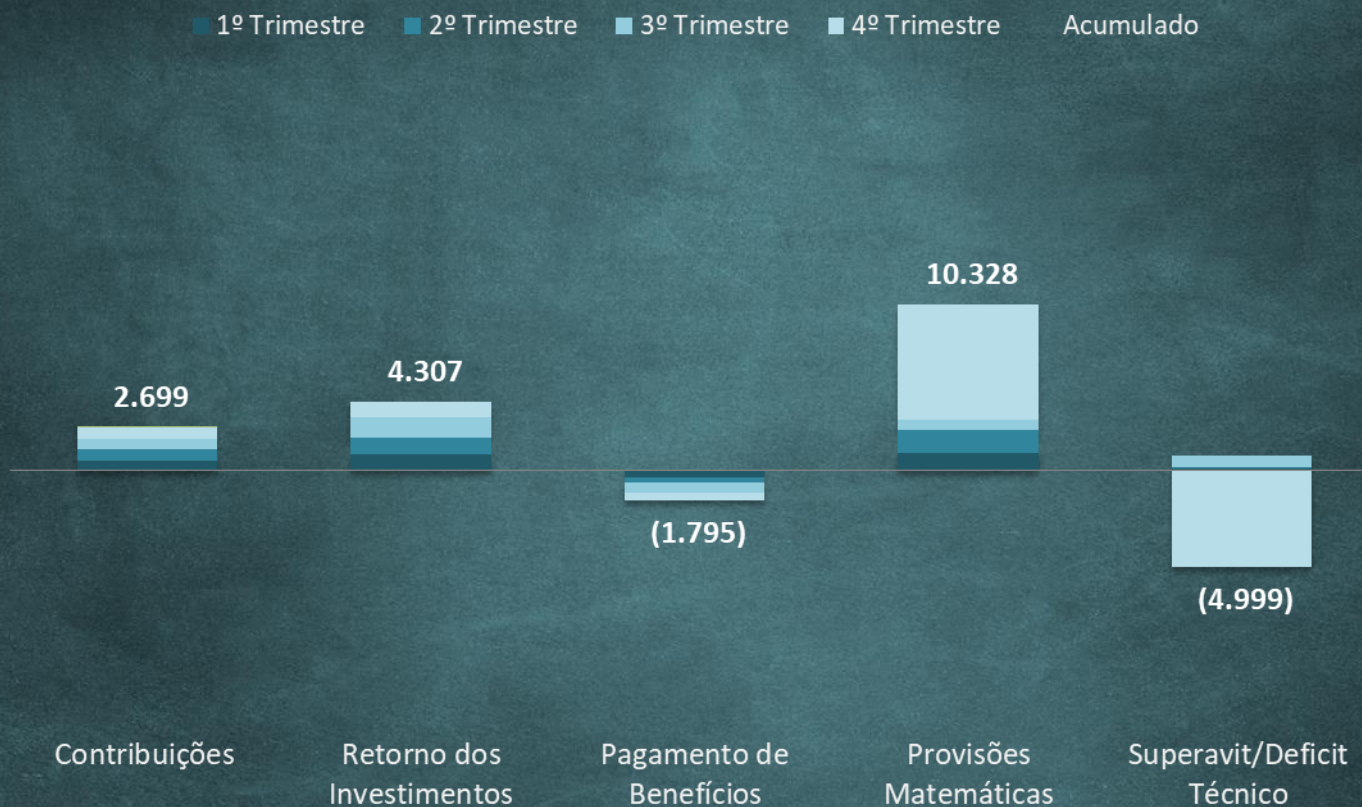 1º Trimestre 2º Trimestre 3º Trimestre 4º Trimestre Acumulado
10.328
4.307
2.699
(1.795)
(4.999)
Contribuições
Retorno dos
Investimentos
Pagamento de
Benefícios
Provisões
Matemáticas
Superavit/Deficit
Técnico